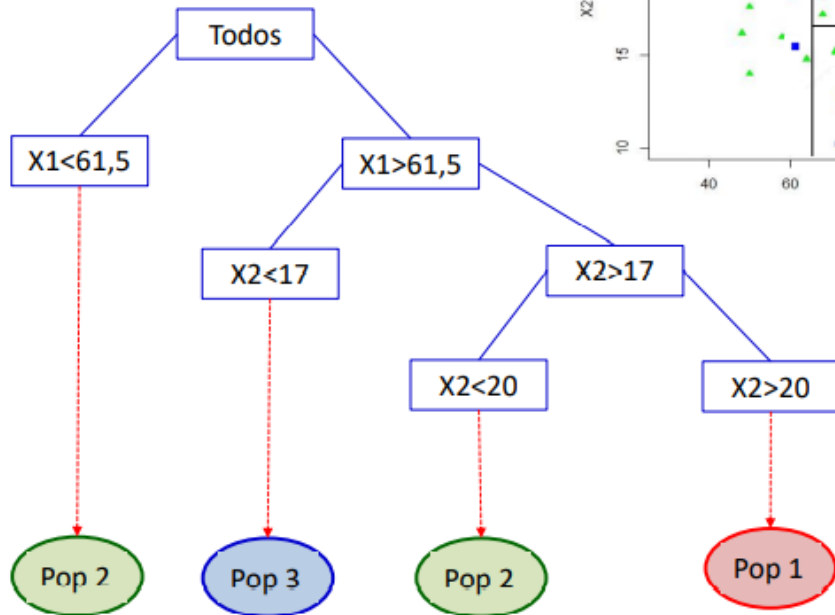 Todos
X2
15
10
40
60
X1<61,5
X1>61,5
X2<17
X2>17
X2<20
X2>20
Pop 2
Pop 3
Pop 2
Pop 1